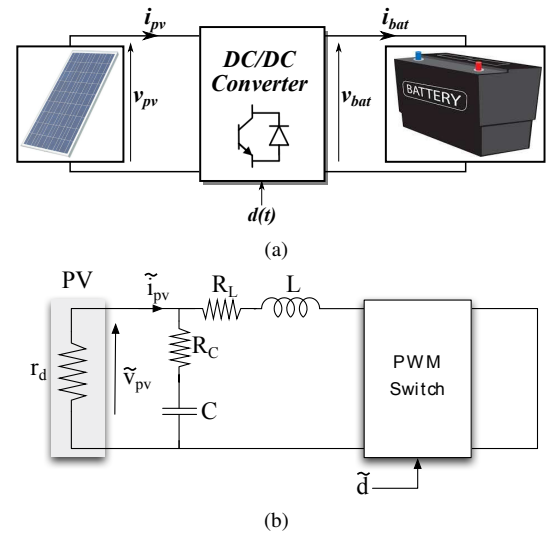 i_pv
i_bat
DC/DC
Converter
v_pv
v_bat
BATTERY
d(t)
(a)
PV
ĩ_pv
R_L
L
r_d
ṽ_pv
R_C
C
PWM
Switch
d̃
(b)